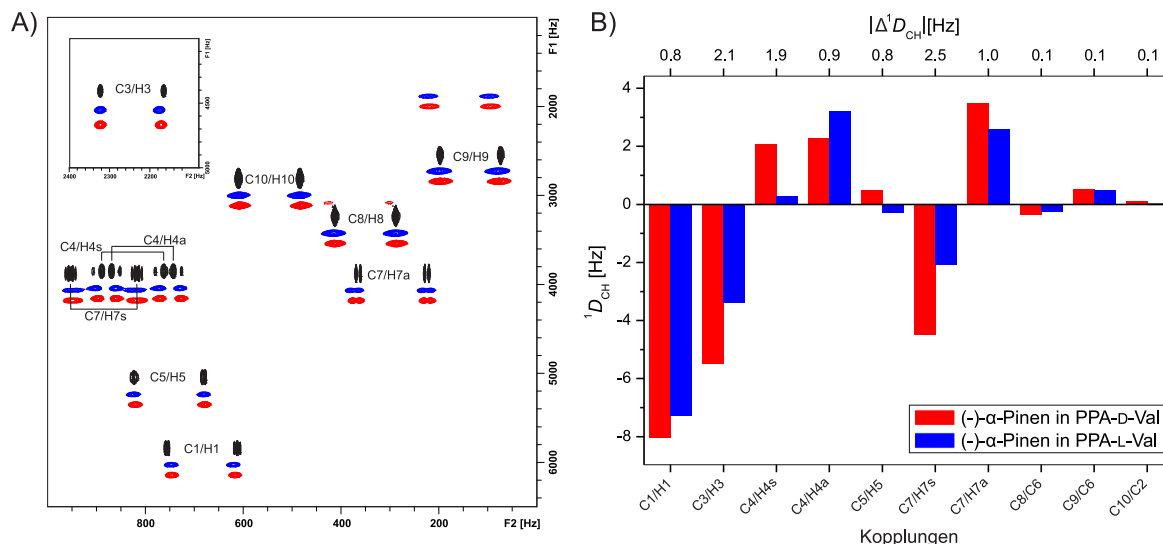 A)
F1 [Hz]
2000
3000
4000
5000
6000
C3/H3
4500
5000
2400
2300
2200
F2 [Hz]
C9/H9
C10/H10
C8/H8
C4/H4s
C4/H4a
C7/H7a
C7/H7s
C5/H5
C1/H1
800
600
400
200
F2 [Hz]
B)
|Δ¹D_CH| [Hz]
0.8 2.1 1.9 0.9 0.8 2.5 1.0 0.1 0.1 0.1
4
2
0
-2
-4
-6
-8
¹D_CH [Hz]
(-)-α-Pinen in PPA-D-Val
(-)-α-Pinen in PPA-L-Val
C1/H1
C3/H3
C4/H4s
C4/H4a
C5/H5
C7/H7s
C7/H7a
C8/C6
C9/C6
C10/C2
Kopplungen